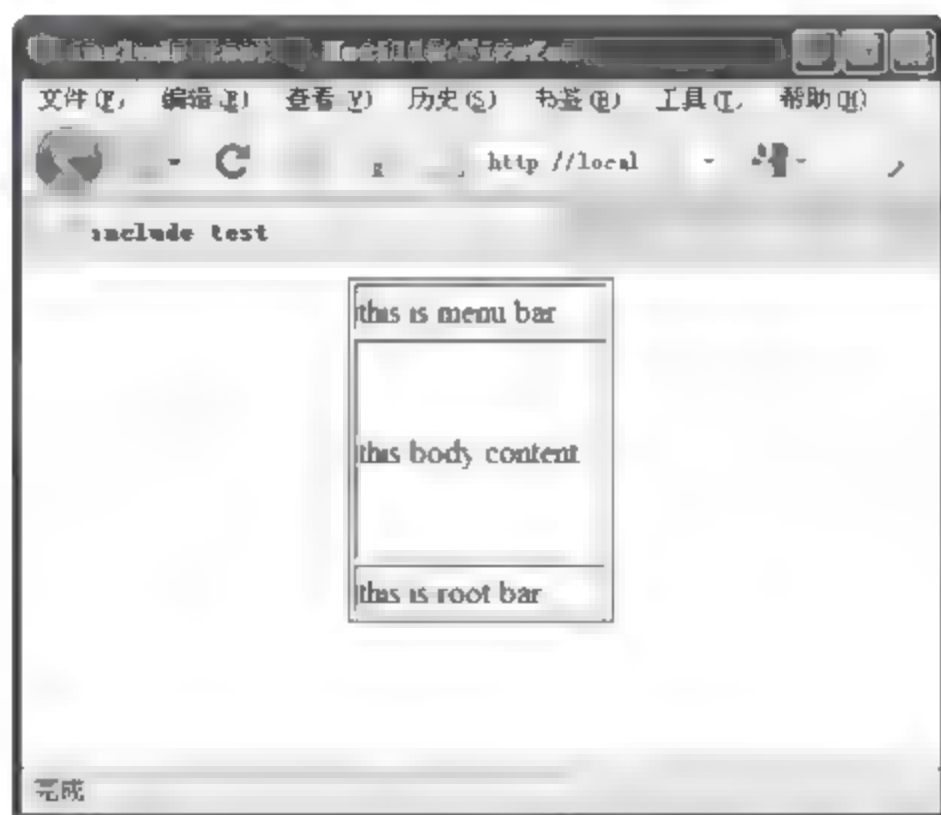 文件(F) 编辑(E) 查看(V) 历史(S) 书签(B) 工具(T) 帮助(H)
http //local
include test
this is menu bar
this body content
this is root bar
完成